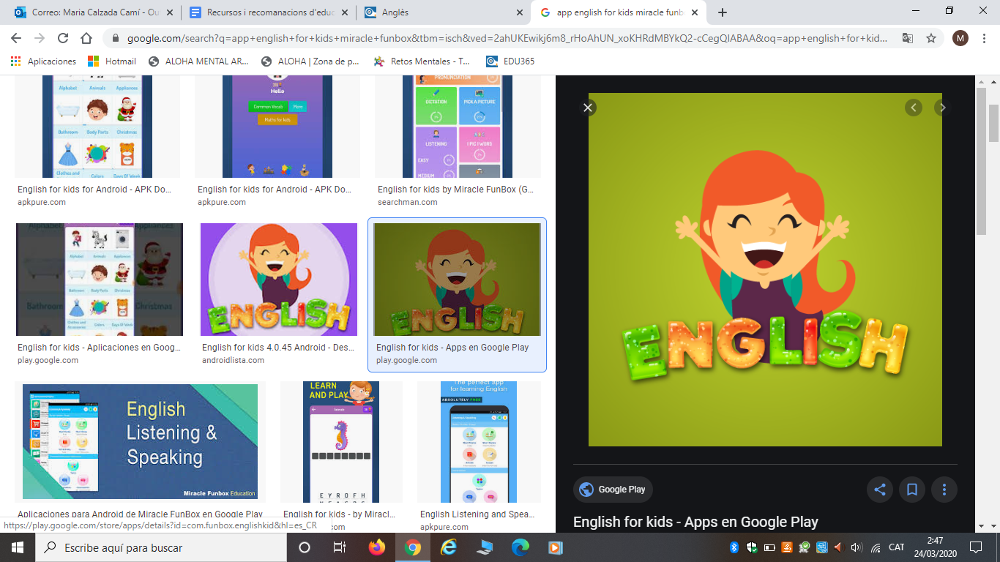 Correo: Maria Calzada Camí - Ou
Recursos i recomanacions d'educ
Anglès
app english for kids miracle funb
google.com/search?q=app+english+for+kids+miracle+funbox&tbm=isch&ved=2ahUKEwikj6m8_rHoAhUN_xoKHRdMBYkQ2-cCegQIABAA&oq=app+english+for+kid...
M
Aplicaciones
Hotmail
ALOHA MENTAL AR...
ALOHA | Zona de p...
Retos Mentales - T...
EDU365
Alphabet Animals Appliances
Bathroom Body Parts Christmas
Clothes and Colors Days Of Week
Hello
Common Vocab More
Maths for kids
PRONUNCIATION
DICTATION PICK A PICTURE
LISTENING 1 PIC 1 WORD
EASY
MEDIUM
English for kids for Android - APK Do...
apkpure.com
English for kids for Android - APK Do...
apkpure.com
English for kids by Miracle FunBox (G...
searchman.com
Alphabet Appliances
Alphabet Animals Appliances
Bathroom Body Parts Christmas
Bathroom Christmas
Clothes and Accessories Colors Days Of Week
ENGLISH
ENGLISH
English for kids - Aplicaciones en Goog...
play.google.com
English for kids 4.0.45 Android - Des...
androidlista.com
English for kids - Apps en Google Play
play.google.com
English
Listening &
Speaking
Miracle Funbox Education
LEARN
AND PLAY
Animals
E Y R O F H
The perfect app
for learning English
ABSOLUTELY FREE
Listening & Speaking
Topics
Aplicaciones para Android de Miracle FunBox en Google Play
English for kids - by Miracl...
.com
English Listening and Spea...
apkpure.com
https://play.google.com/store/apps/details?id=com.funbox.englishkid&hl=es_CR
ENGLISH
Google Play
English for kids - Apps en Google Play
Escribe aquí para buscar
CAT
2:47
24/03/2020